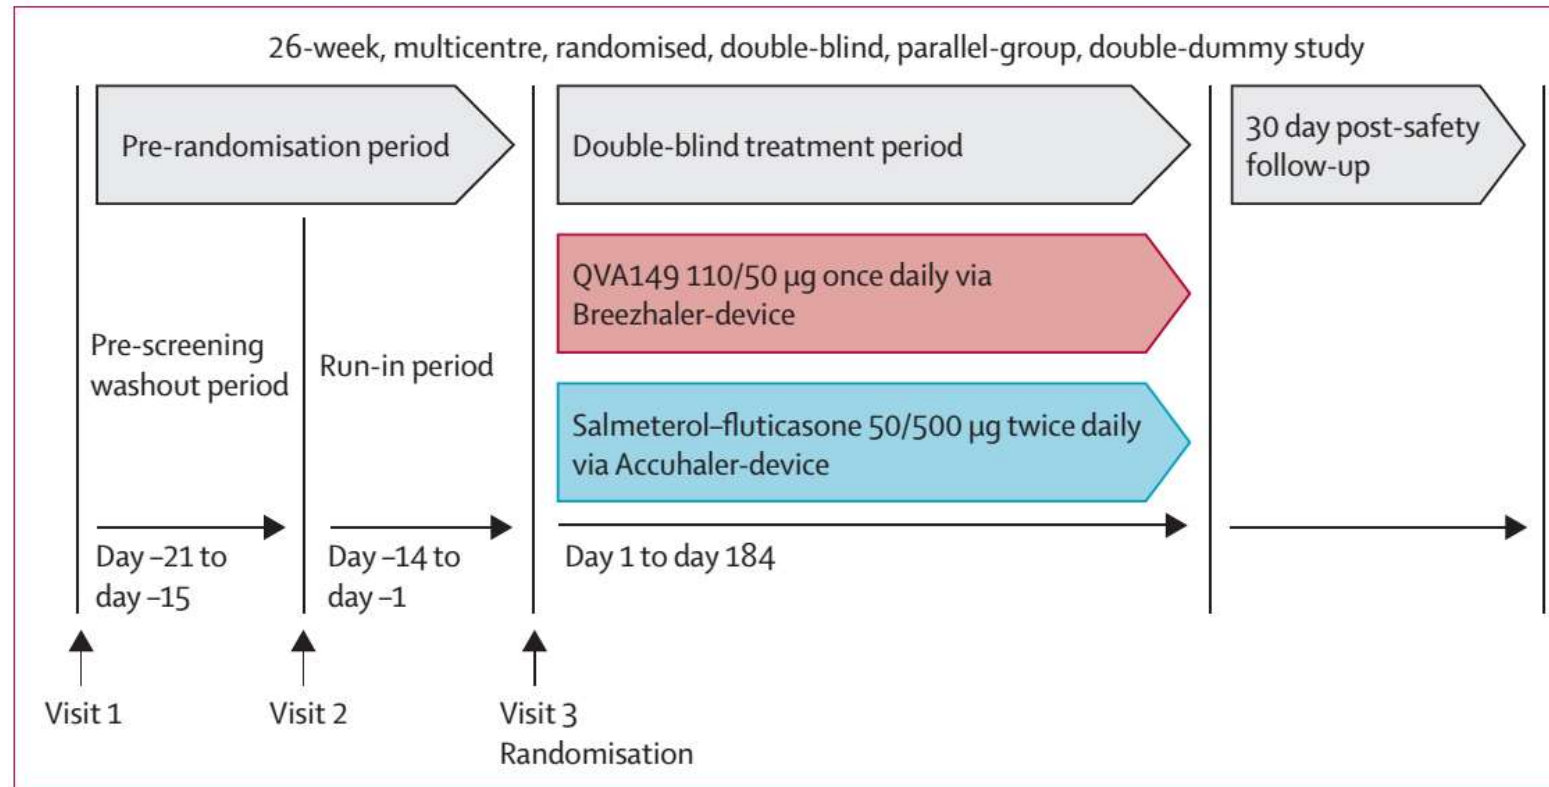 26-week, multicentre, randomised, double-blind, parallel-group, double-dummy study
Pre-randomisation period
Double-blind treatment period
30 day post-safety
follow-up
QVA149 110/50 µg once daily via
Breezhaler-device
Pre-screening
washout period
Run-in period
Salmeterol–fluticasone 50/500 µg twice daily
via Accuhaler-device
Day –21 to
day –15
Day –14 to
day –1
Day 1 to day 184
Visit 1
Visit 2
Visit 3
Randomisation